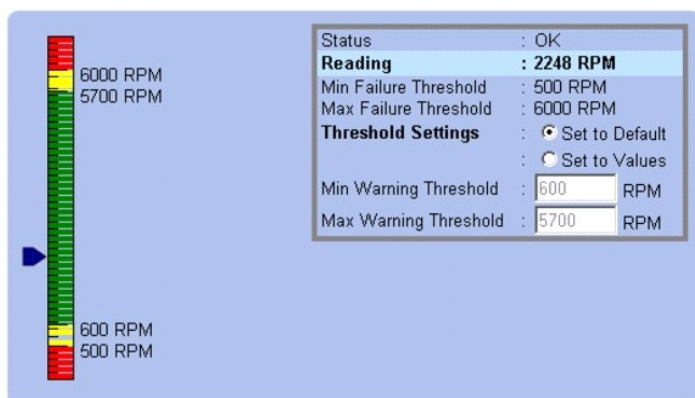 6000 RPM
5700 RPM
600 RPM
500 RPM
Status : OK
Reading : 2248 RPM
Min Failure Threshold : 500 RPM
Max Failure Threshold : 6000 RPM
Threshold Settings : Set to Default
: Set to Values
Min Warning Threshold : 600 RPM
Max Warning Threshold : 5700 RPM